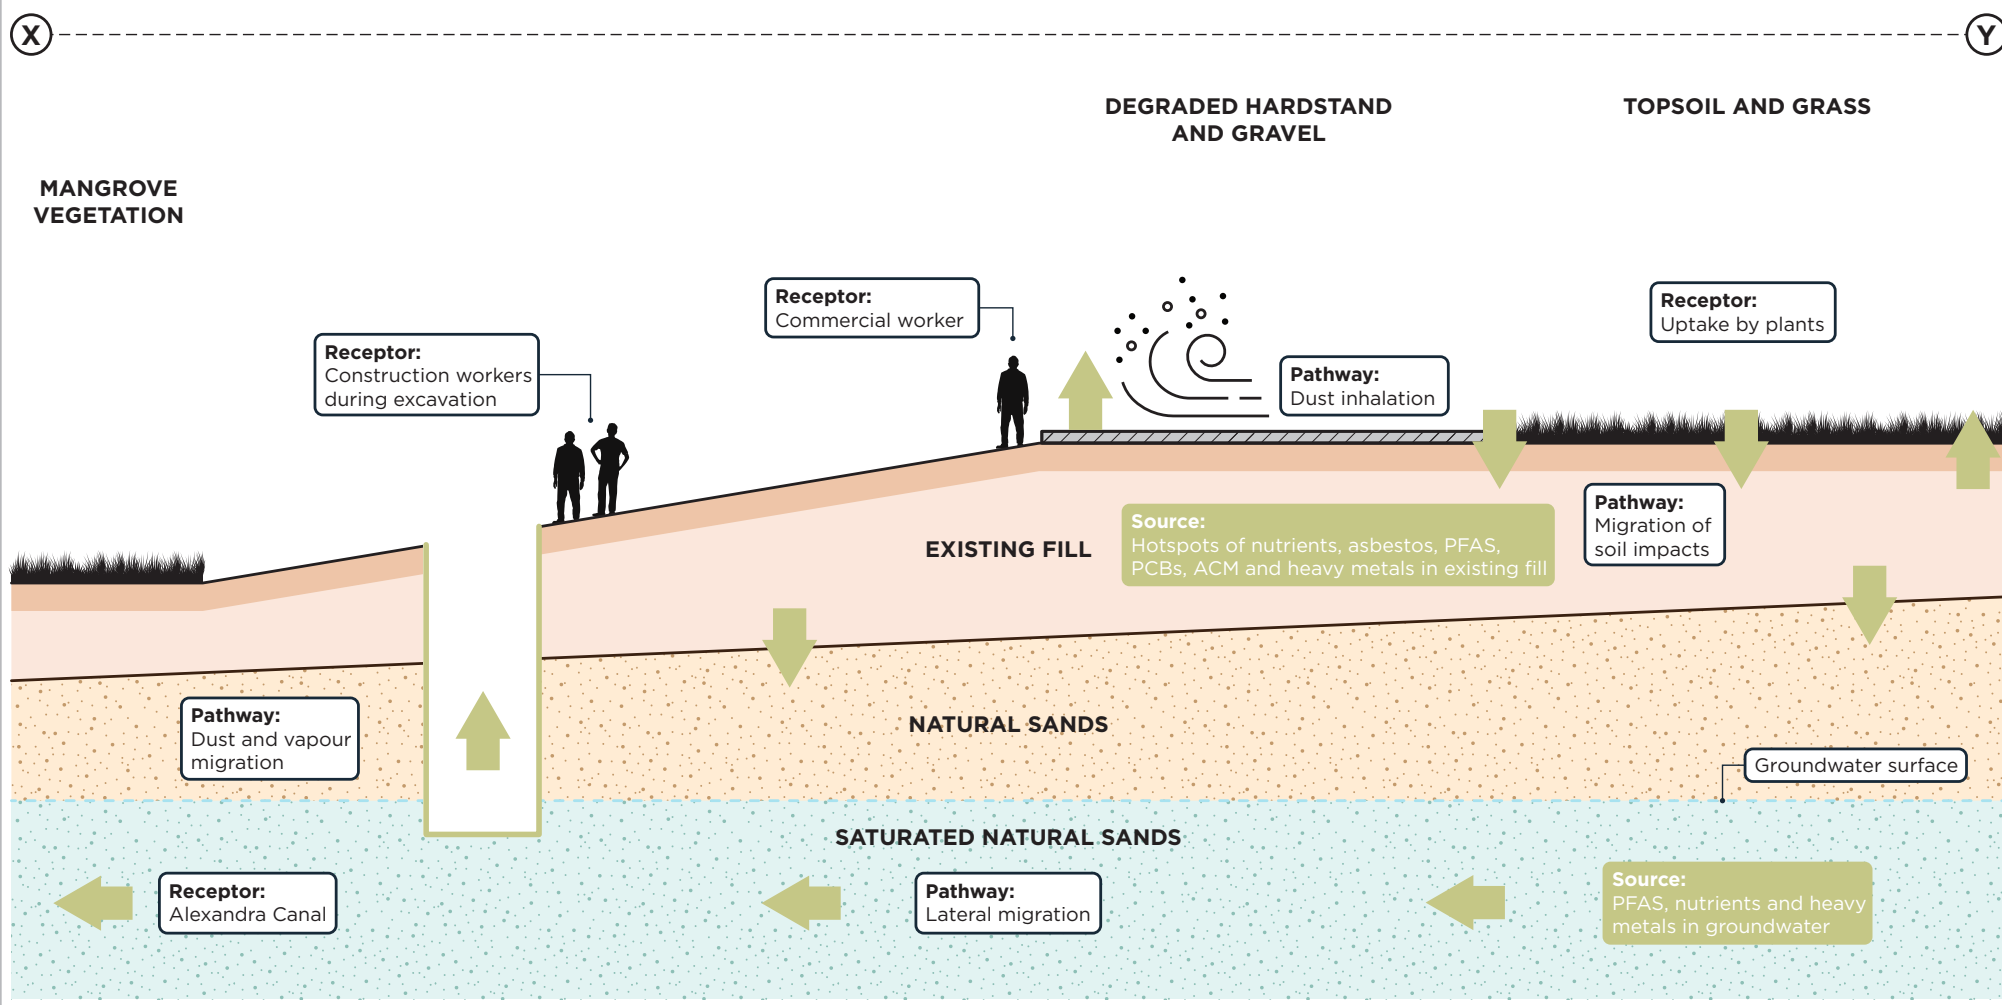 X
Y
DEGRADED HARDSTAND
AND GRAVEL
TOPSOIL AND GRASS
MANGROVE
VEGETATION
Receptor:
Commercial worker
Receptor:
Uptake by plants
Receptor:
Construction workers
during excavation
Pathway:
Dust inhalation
Pathway:
Migration of
soil impacts
Source:
Hotspots of nutrients, asbestos, PFAS,
PCBs, ACM and heavy metals in existing fill
EXISTING FILL
Pathway:
Dust and vapour
migration
NATURAL SANDS
Groundwater surface
SATURATED NATURAL SANDS
Receptor:
Alexandra Canal
Pathway:
Lateral migration
Source:
PFAS, nutrients and heavy
metals in groundwater